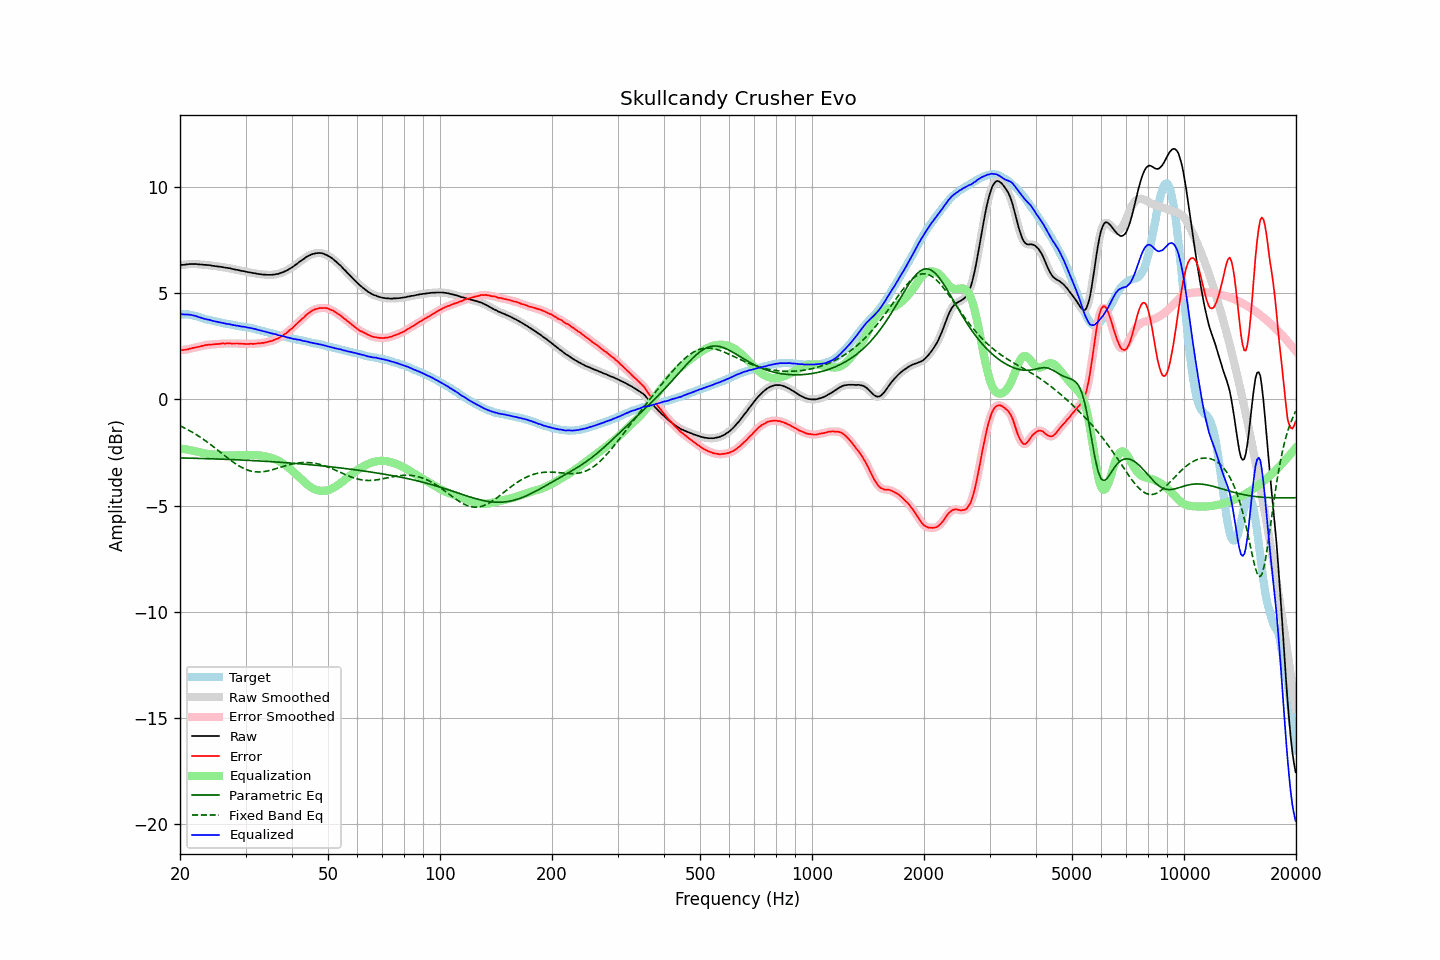 Skullcandy Crusher Evo
Amplitude (dBr)
10
5
0
−5
−10
−15
−20
Target
Raw Smoothed
Error Smoothed
Raw
Error
Equalization
Parametric Eq
Fixed Band Eq
Equalized
20 50 100 200 500 1000 2000 5000 10000 20000
Frequency (Hz)